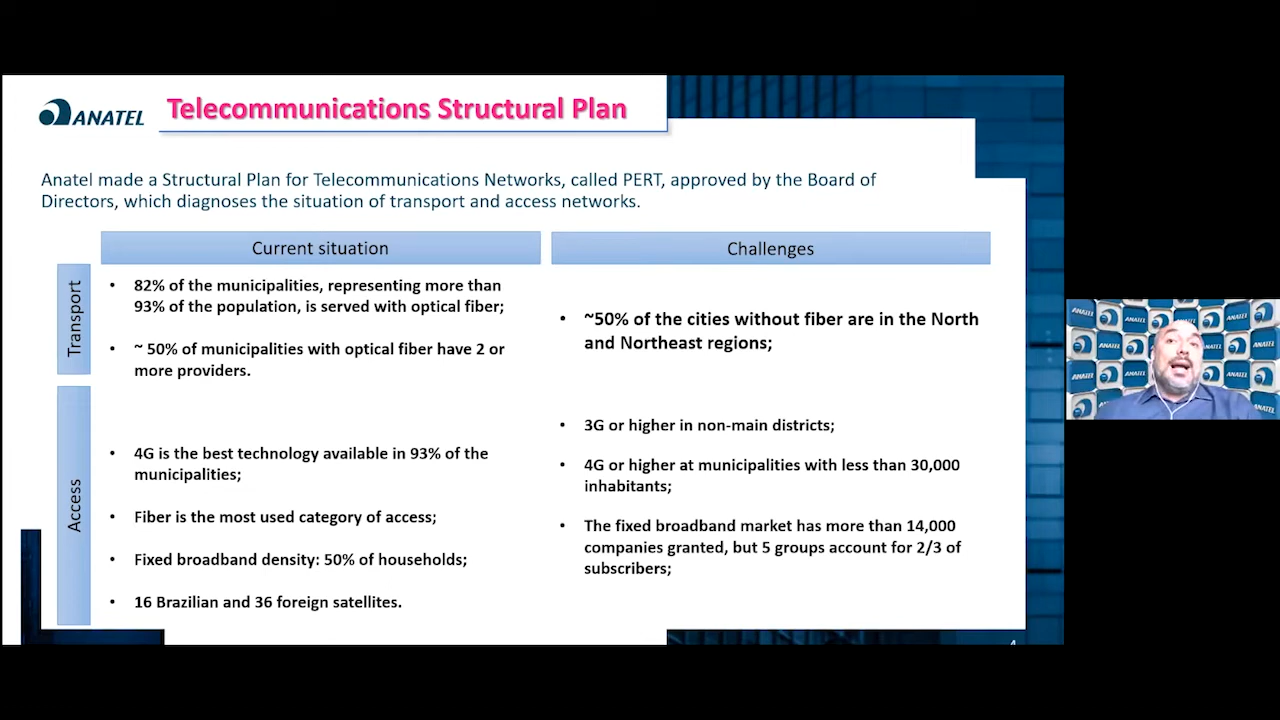 ANATEL
Telecommunications Structural Plan
Anatel made a Structural Plan for Telecommunications Networks, called PERT, approved by the Board of
Directors, which diagnoses the situation of transport and access networks.
Current situation
Challenges
Transport
• 82% of the municipalities, representing more than
93% of the population, is served with optical fiber;
• ~ 50% of municipalities with optical fiber have 2 or
more providers.
• ~50% of the cities without fiber are in the North
and Northeast regions;
Access
• 4G is the best technology available in 93% of the
municipalities;
• Fiber is the most used category of access;
• Fixed broadband density: 50% of households;
• 16 Brazilian and 36 foreign satellites.
• 3G or higher in non-main districts;
• 4G or higher at municipalities with less than 30,000
inhabitants;
• The fixed broadband market has more than 14,000
companies granted, but 5 groups account for 2/3 of
subscribers;
ANATEL
ANATEL
ANATEL
ANATEL
ANATEL
ANATEL
ANATEL